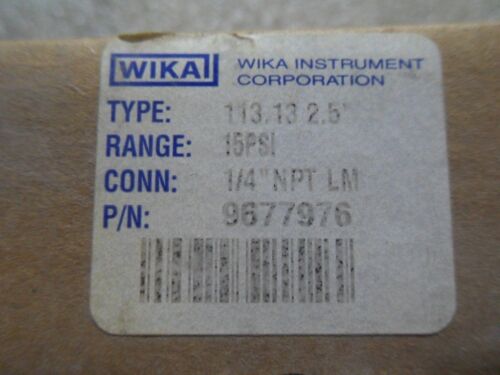 WIKA
WIKA INSTRUMENT
CORPORATION
TYPE: 113.13 2.5"
RANGE: 15PSI
CONN: 1/4" NPT LM
P/N: 9677976